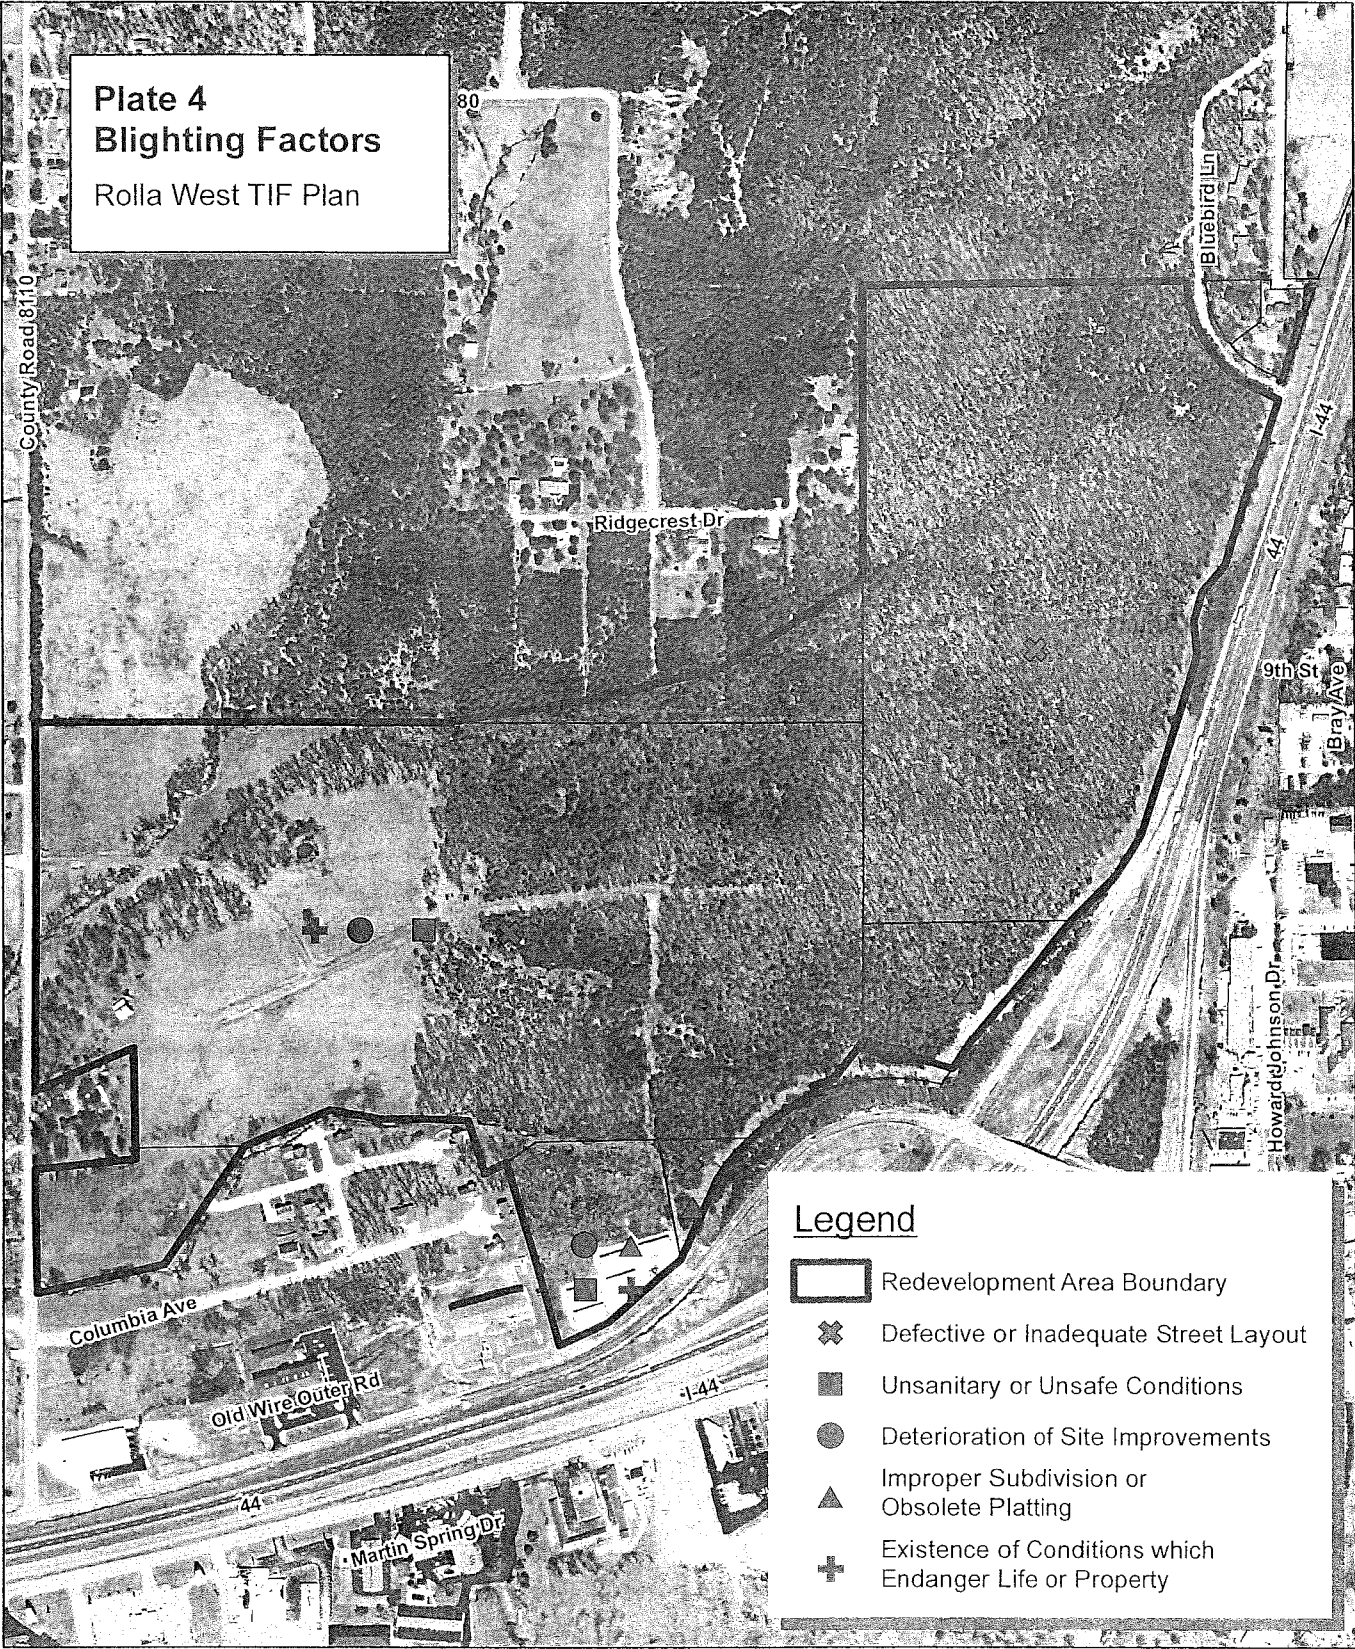 Plate 4
Blighting Factors
Rolla West TIF Plan
80
Bluebird Ln
County Road 8110
I-44
Ridgecrest Dr
44
9th St
Bray Ave
Howard Johnson Dr
Columbia Ave
Old Wire Outer Rd
I-44
44
Martin Spring Dr
Legend
Redevelopment Area Boundary
Defective or Inadequate Street Layout
Unsanitary or Unsafe Conditions
Deterioration of Site Improvements
Improper Subdivision or
Obsolete Platting
Existence of Conditions which
Endanger Life or Property